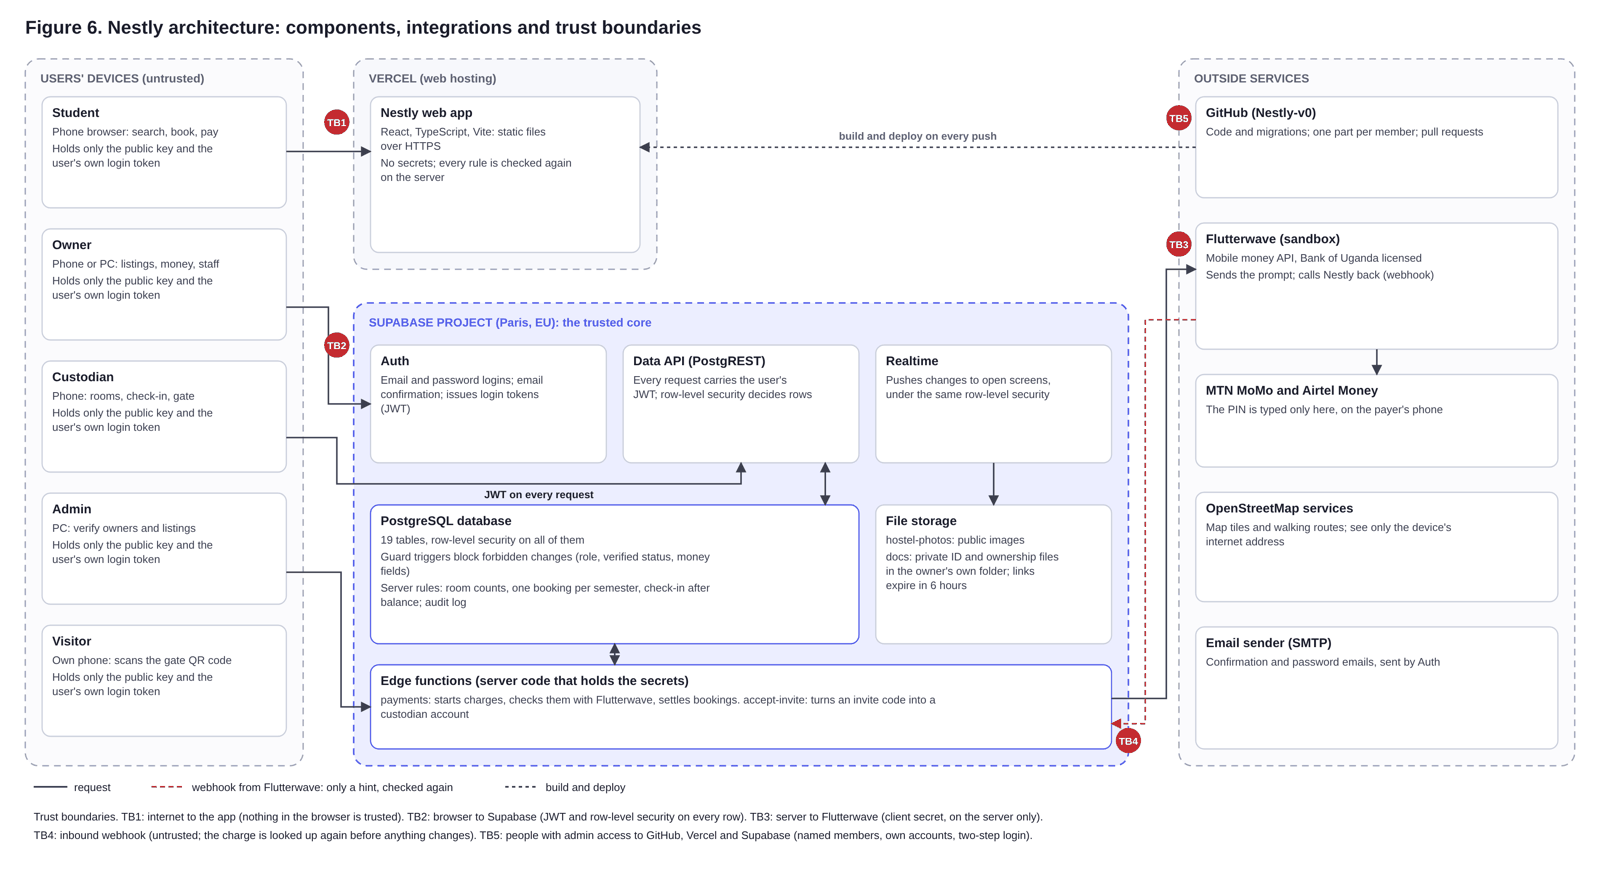 Figure 6. Nestly architecture: components, integrations and trust boundaries
USERS' DEVICES (untrusted)
Student
Phone browser: search, book, pay
Holds only the public key and the
user's own login token
Owner
Phone or PC: listings, money, staff
Holds only the public key and the
user's own login token
Custodian
Phone: rooms, check-in, gate
Holds only the public key and the
user's own login token
Admin
PC: verify owners and listings
Holds only the public key and the
user's own login token
Visitor
Own phone: scans the gate QR code
Holds only the public key and the
user's own login token
TB1
VERCEL (web hosting)
Nestly web app
React, TypeScript, Vite: static files
over HTTPS
No secrets; every rule is checked again
on the server
build and deploy on every push
TB2
SUPABASE PROJECT (Paris, EU): the trusted core
Auth
Email and password logins; email
confirmation; issues login tokens
(JWT)
Data API (PostgREST)
Every request carries the user's
JWT; row-level security decides rows
Realtime
Pushes changes to open screens,
under the same row-level security
JWT on every request
PostgreSQL database
19 tables, row-level security on all of them
Guard triggers block forbidden changes (role, verified status, money
fields)
Server rules: room counts, one booking per semester, check-in after
balance; audit log
File storage
hostel-photos: public images
docs: private ID and ownership files
in the owner's own folder; links
expire in 6 hours
Edge functions (server code that holds the secrets)
payments: starts charges, checks them with Flutterwave, settles bookings. accept-invite: turns an invite code into a
custodian account
TB4
OUTSIDE SERVICES
TB5
GitHub (Nestly-v0)
Code and migrations; one part per member; pull requests
TB3
Flutterwave (sandbox)
Mobile money API, Bank of Uganda licensed
Sends the prompt; calls Nestly back (webhook)
MTN MoMo and Airtel Money
The PIN is typed only here, on the payer's phone
OpenStreetMap services
Map tiles and walking routes; see only the device's
internet address
Email sender (SMTP)
Confirmation and password emails, sent by Auth
request
webhook from Flutterwave: only a hint, checked again
build and deploy
Trust boundaries. TB1: internet to the app (nothing in the browser is trusted). TB2: browser to Supabase (JWT and row-level security on every row). TB3: server to Flutterwave (client secret, on the server only).
TB4: inbound webhook (untrusted; the charge is looked up again before anything changes). TB5: people with admin access to GitHub, Vercel and Supabase (named members, own accounts, two-step login).